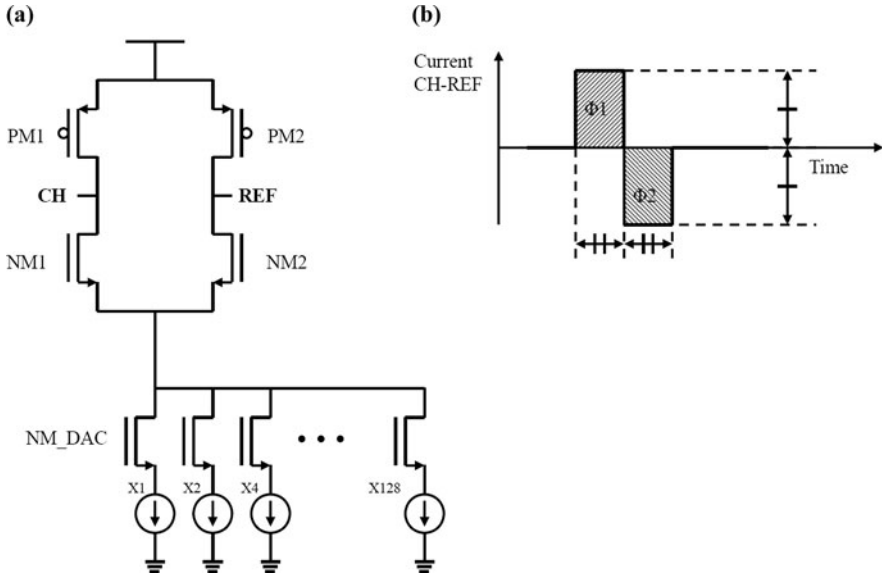 (a)
PM1
PM2
CH
REF
NM1
NM2
NM_DAC
X1
X2
X4
X128
(b)
Current
CH-REF
Φ1
Φ2
Time